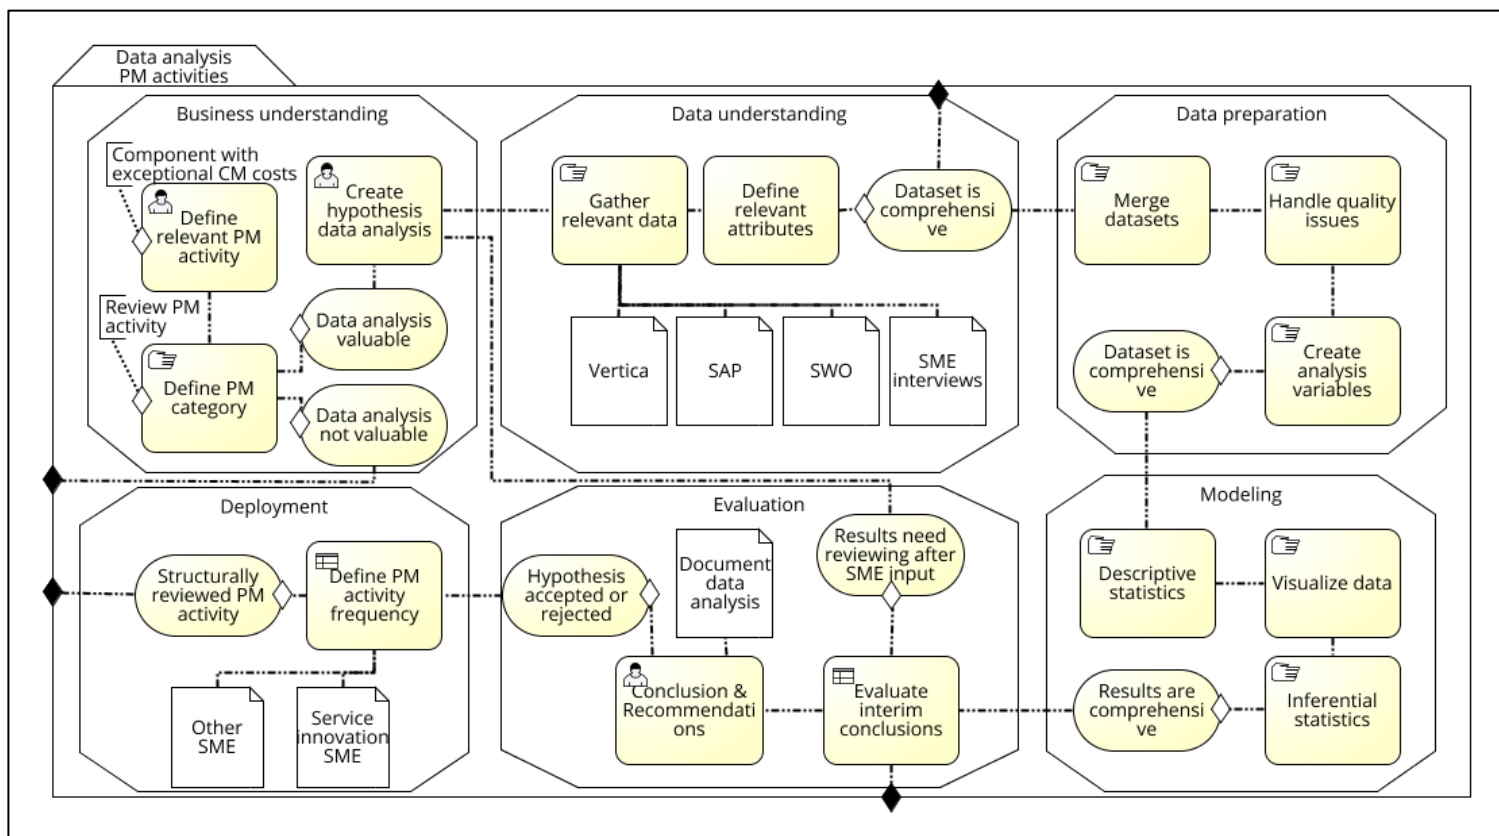 Data analysis
PM activities
Business understanding
Component with
exceptional CM costs
Define
relevant PM
activity
Create
hypothesis
data analysis
Review PM
activity
Define PM
category
Data analysis
valuable
Data analysis
not valuable
Data understanding
Gather
relevant data
Define
relevant
attributes
Dataset is
comprehensi
ve
Vertica
SAP
SWO
SME
interviews
Data preparation
Merge
datasets
Handle quality
issues
Dataset is
comprehensi
ve
Create
analysis
variables
Deployment
Structurally
reviewed PM
activity
Define PM
activity
frequency
Other
SME
Service
innovation
SME
Evaluation
Hypothesis
accepted or
rejected
Document
data
analysis
Results need
reviewing after
SME input
Conclusion &
Recommendati
ons
Evaluate
interim
conclusions
Modeling
Descriptive
statistics
Visualize data
Results are
comprehensi
ve
Inferential
statistics